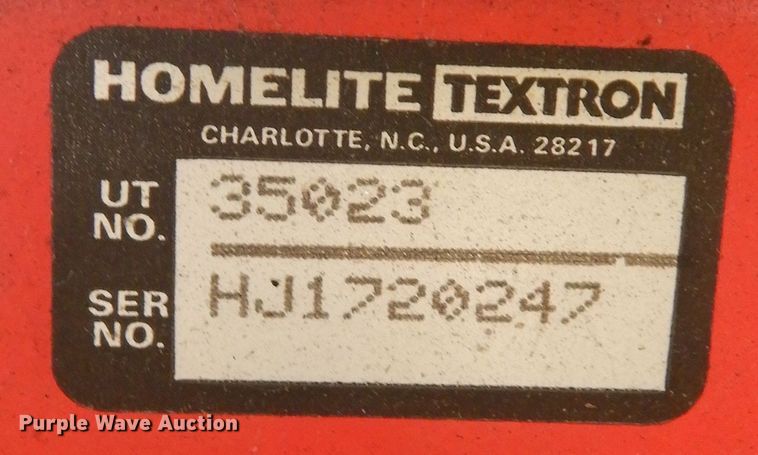 HOMELITE TEXTRON
CHARLOTTE, N.C., U.S.A. 28217
UT NO. 35023
SER NO. HJ1720247
Purple Wave Auction